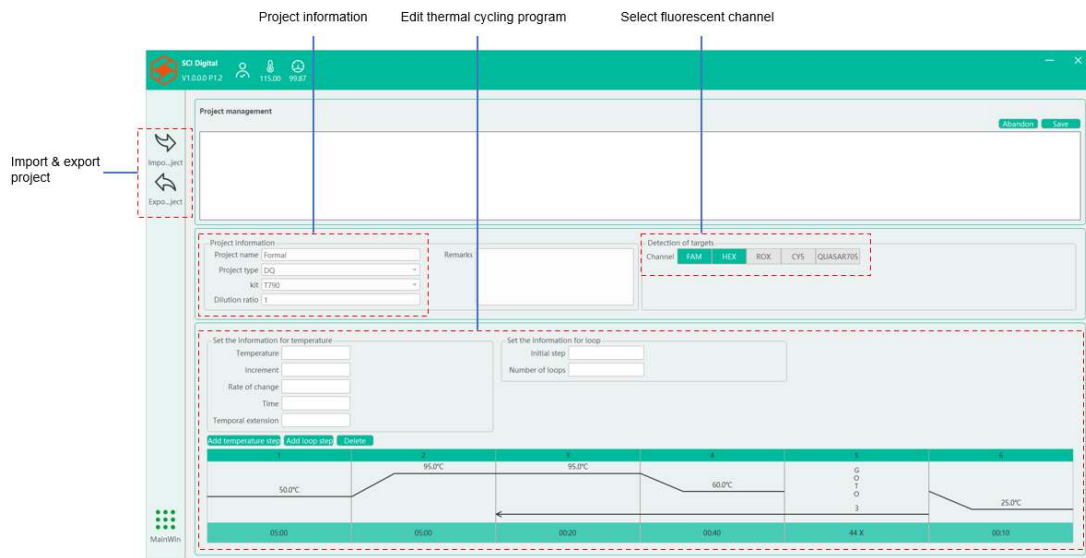 Project information
Edit thermal cycling program
Select fluorescent channel
SCI Digital
V1.0.0.0 P1.2
115.00
99.87
Project management
Abandon
Save
Import & export
project
Impo...ject
Expo...ject
Project Information
Project name
Formal
Project type
DQ
kit
T790
Dilution ratio
1
Remarks
Detection of targets
Channel
FAM
HEX
ROX
CY5
QUASAR705
Set the information for temperature
Temperature
Increment
Rate of change
Time
Temporal extension
Set the information for loop
Initial step
Number of loops
Add temperature step
Add loop step
Delete
1
2
3
4
5
6
50.0℃
95.0℃
95.0℃
60.0℃
G
O
T
O
3
25.0℃
05:00
05:00
00:20
00:40
44 X
00:10
MainWin